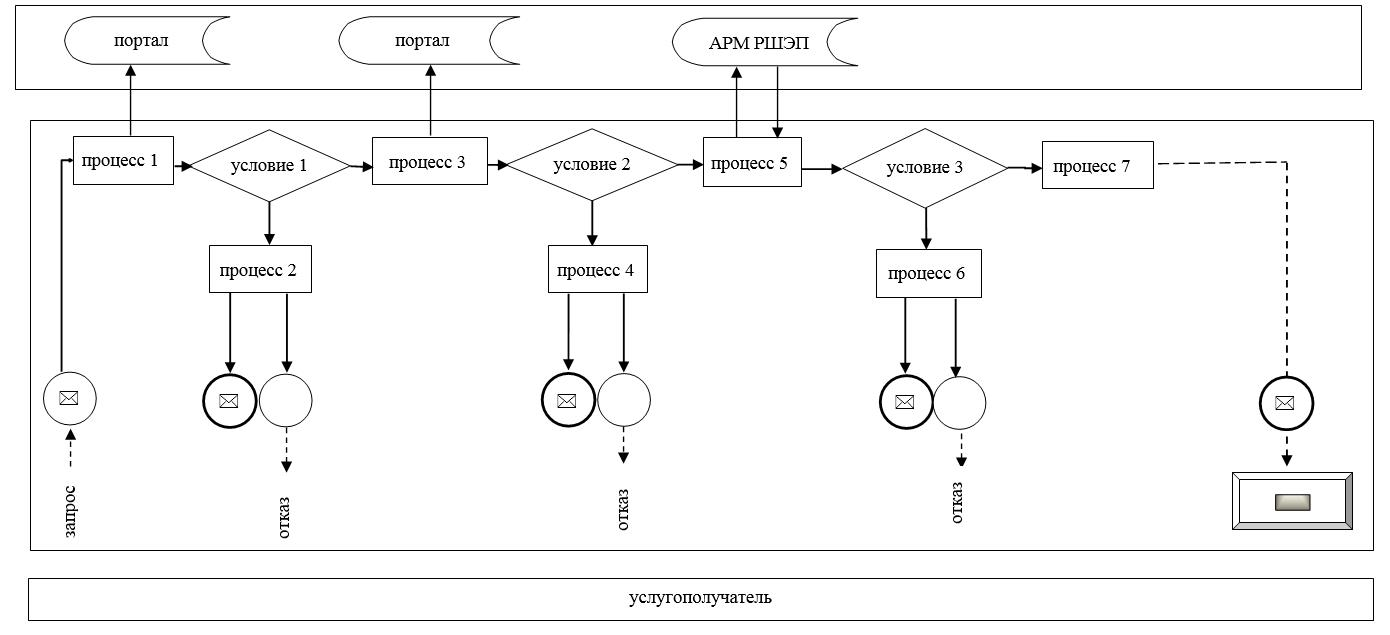 портал
портал
АРМ РШЭП
процесс 1
условие 1
процесс 3
условие 2
процесс 5
условие 3
процесс 7
процесс 2
процесс 4
процесс 6
запрос
отказ
отказ
отказ
услугополучатель